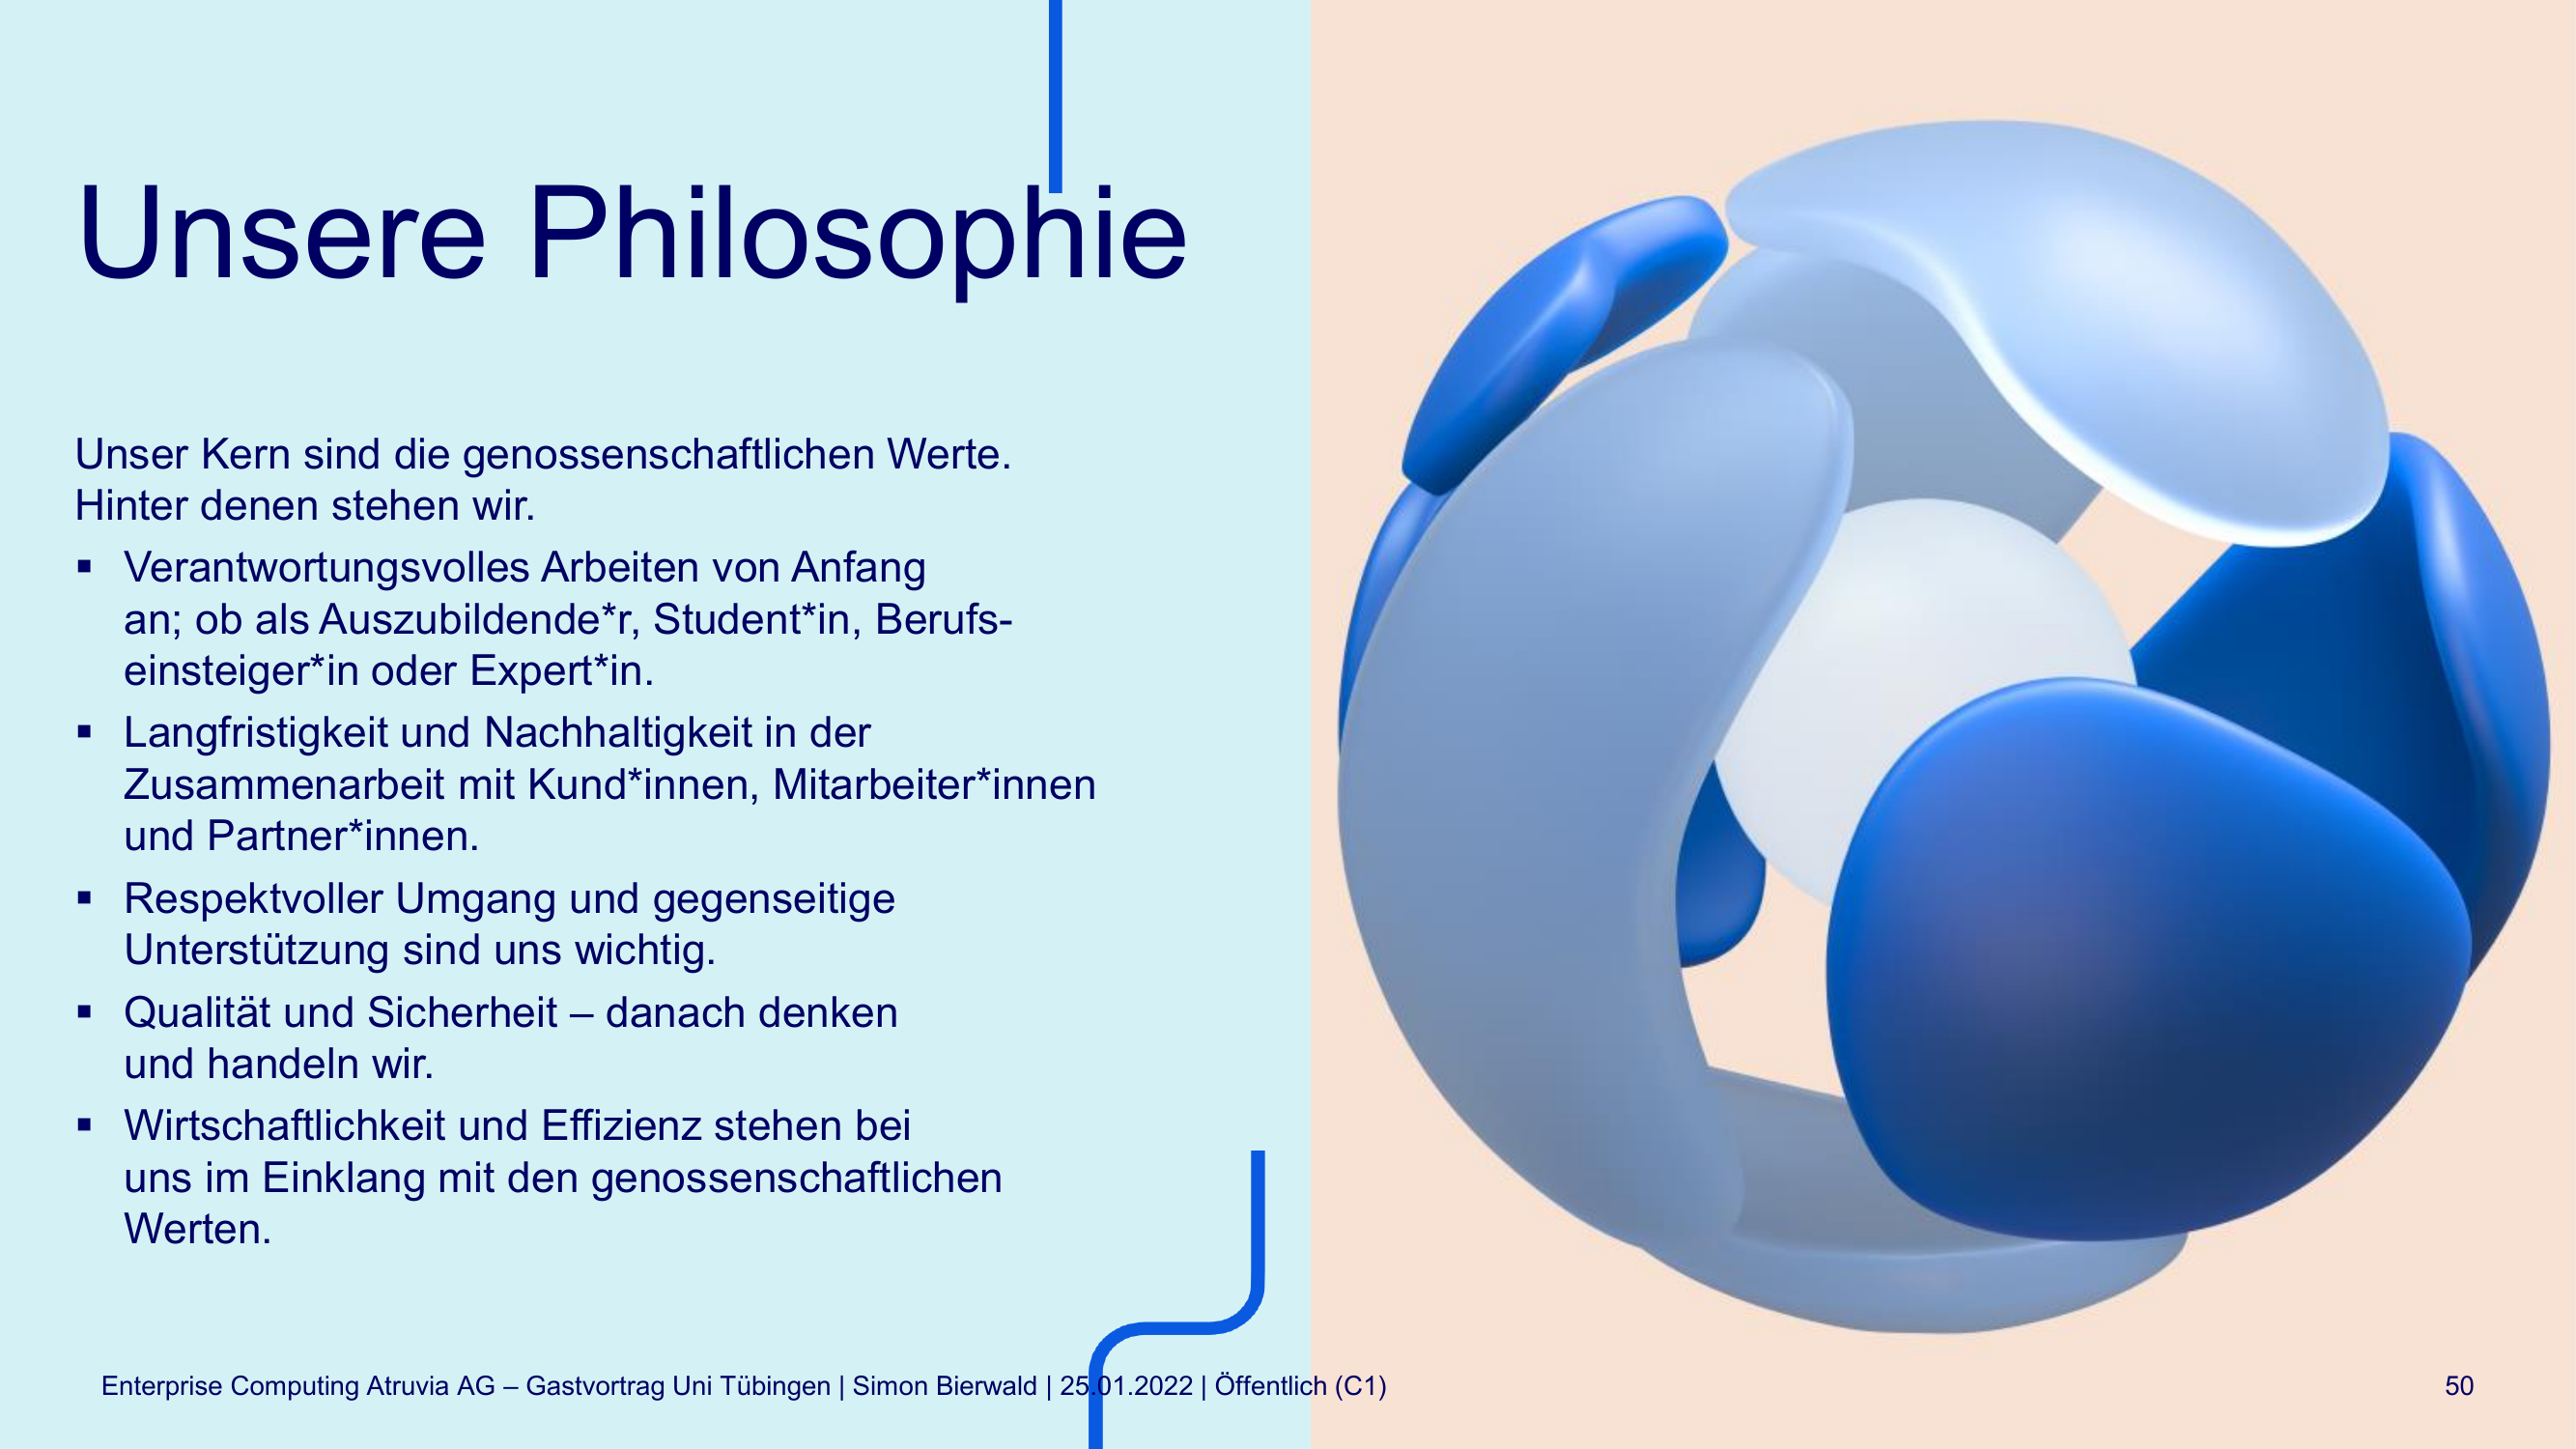 Unsere Philosophie
Unser Kern sind die genossenschaftlichen Werte.
Hinter denen stehen wir.
▪ Verantwortungsvolles Arbeiten von Anfang
an; ob als Auszubildende*r, Student*in, Berufs-
einsteiger*in oder Expert*in.
▪ Langfristigkeit und Nachhaltigkeit in der
Zusammenarbeit mit Kund*innen, Mitarbeiter*innen
und Partner*innen.
▪ Respektvoller Umgang und gegenseitige
Unterstützung sind uns wichtig.
▪ Qualität und Sicherheit – danach denken
und handeln wir.
▪ Wirtschaftlichkeit und Effizienz stehen bei
uns im Einklang mit den genossenschaftlichen
Werten.
Enterprise Computing Atruvia AG – Gastvortrag Uni Tübingen | Simon Bierwald | 25.01.2022 | Öffentlich (C1)
50